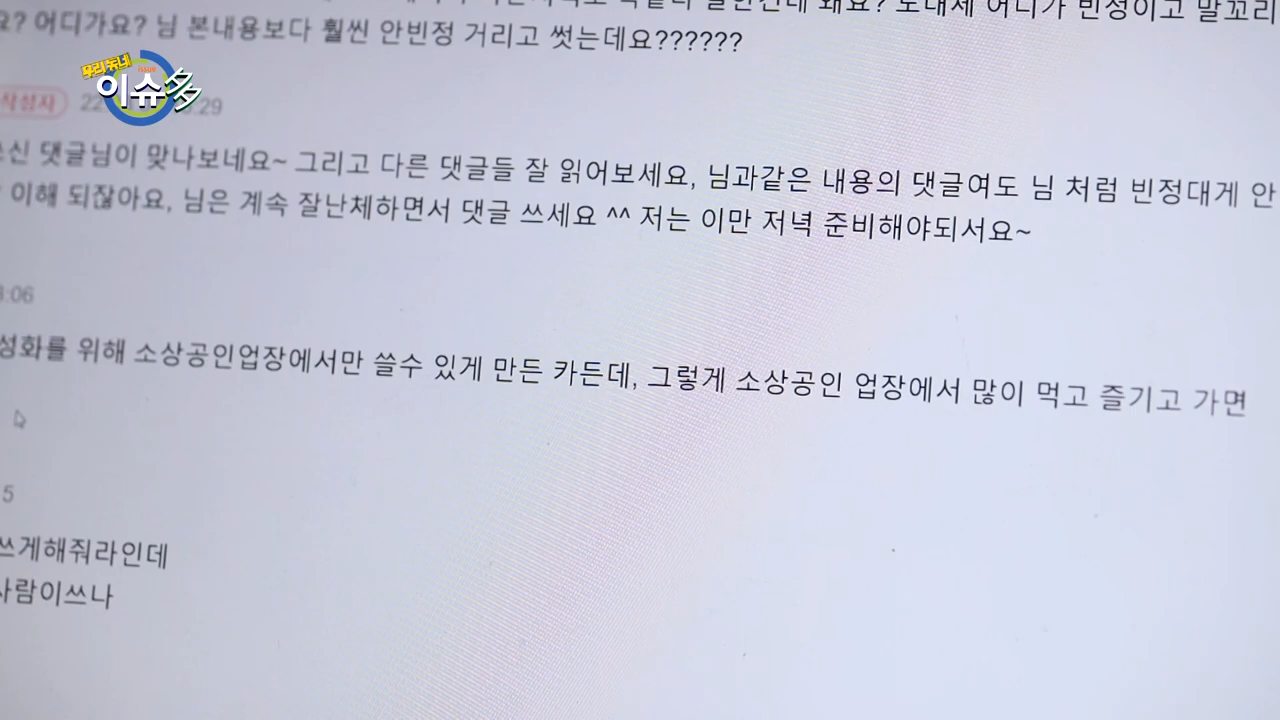 요? 어디가요? 님 본내용보다 훨씬 안빈정 거리고 썻는데요??????
우리동네
이슈多
작성자 22
:29
신 댓글님이 맞나보네요~ 그리고 다른 댓글들 잘 읽어보세요, 님과같은 내용의 댓글여도 님 처럼 빈정대게 안
이해 되잖아요, 님은 계속 잘난체하면서 댓글 쓰세요 ^^ 저는 이만 저녁 준비해야되서요~
:06
성화를 위해 소상공인업장에서만 쓸수 있게 만든 카든데, 그렇게 소상공인 업장에서 많이 먹고 즐기고 가면
5
쓰게해줘라인데
사람이쓰나